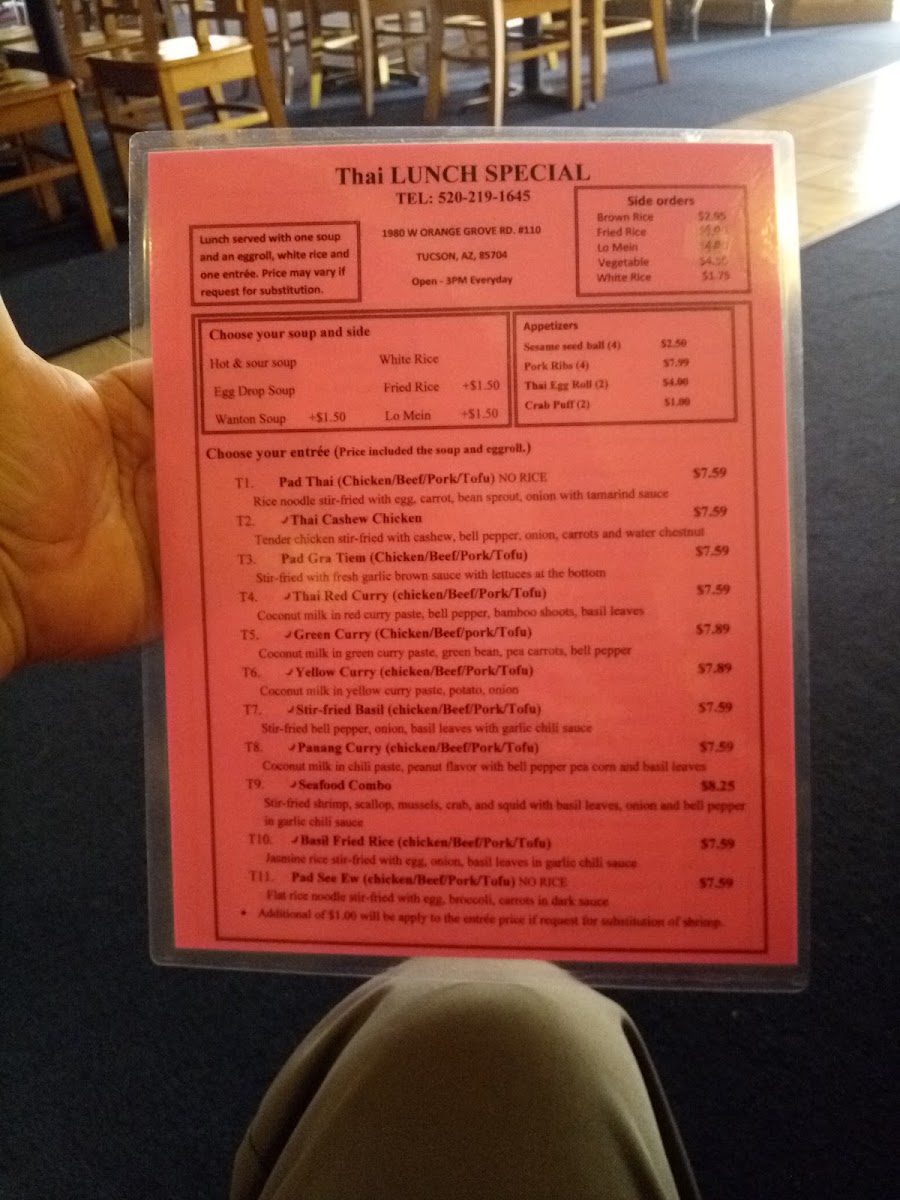 Thai LUNCH SPECIAL
TEL: 520-219-1645
1980 W ORANGE GROVE RD. #110
TUCSON, AZ, 85704
Open - 3PM Everyday
Lunch served with one soup
and an eggroll, white rice and
one entrée. Price may vary if
request for substitution.
Side orders
Brown Rice $2.95
Fried Rice
Lo Mein
Vegetable $4.50
White Rice $1.75
Choose your soup and side
Hot & sour soup White Rice
Egg Drop Soup Fried Rice +$1.50
Wanton Soup +$1.50 Lo Mein +$1.50
Appetizers
Sesame seed ball (4) $2.50
Pork Ribs (4) $7.99
Thai Egg Roll (2) $4.00
Crab Puff (2) $1.00
Choose your entrée (Price included the soup and eggroll.)
T1. Pad Thai (Chicken/Beef/Pork/Tofu) NO RICE $7.59
Rice noodle stir-fried with egg, carrot, bean sprout, onion with tamarind sauce
T2. Thai Cashew Chicken $7.59
Tender chicken stir-fried with cashew, bell pepper, onion, carrots and water chestnut
T3. Pad Gra Tiem (Chicken/Beef/Pork/Tofu) $7.59
Stir-fried with fresh garlic brown sauce with lettuces at the bottom
T4. Thai Red Curry (chicken/Beef/Pork/Tofu) $7.59
Coconut milk in red curry paste, bell pepper, bamboo shoots, basil leaves
T5. Green Curry (Chicken/Beef/pork/Tofu) $7.89
Coconut milk in green curry paste, green bean, pea carrots, bell pepper
T6. Yellow Curry (chicken/Beef/Pork/Tofu) $7.89
Coconut milk in yellow curry paste, potato, onion
T7. Stir-fried Basil (chicken/Beef/Pork/Tofu) $7.59
Stir-fried bell pepper, onion, basil leaves with garlic chili sauce
T8. Panang Curry (chicken/Beef/Pork/Tofu) $7.59
Coconut milk in chili paste, peanut flavor with bell pepper pea corn and basil leaves
T9. Seafood Combo $8.25
Stir-fried shrimp, scallop, mussels, crab, and squid with basil leaves, onion and bell pepper
in garlic chili sauce
T10. Basil Fried Rice (chicken/Beef/Pork/Tofu) $7.59
Jasmine rice stir-fried with egg, onion, basil leaves in garlic chili sauce
T11. Pad See Ew (chicken/Beef/Pork/Tofu) NO RICE $7.59
Flat rice noodle stir-fried with egg, broccoli, carrots in dark sauce
• Additional of $1.00 will be apply to the entrée price if request for substitution of shrimp.